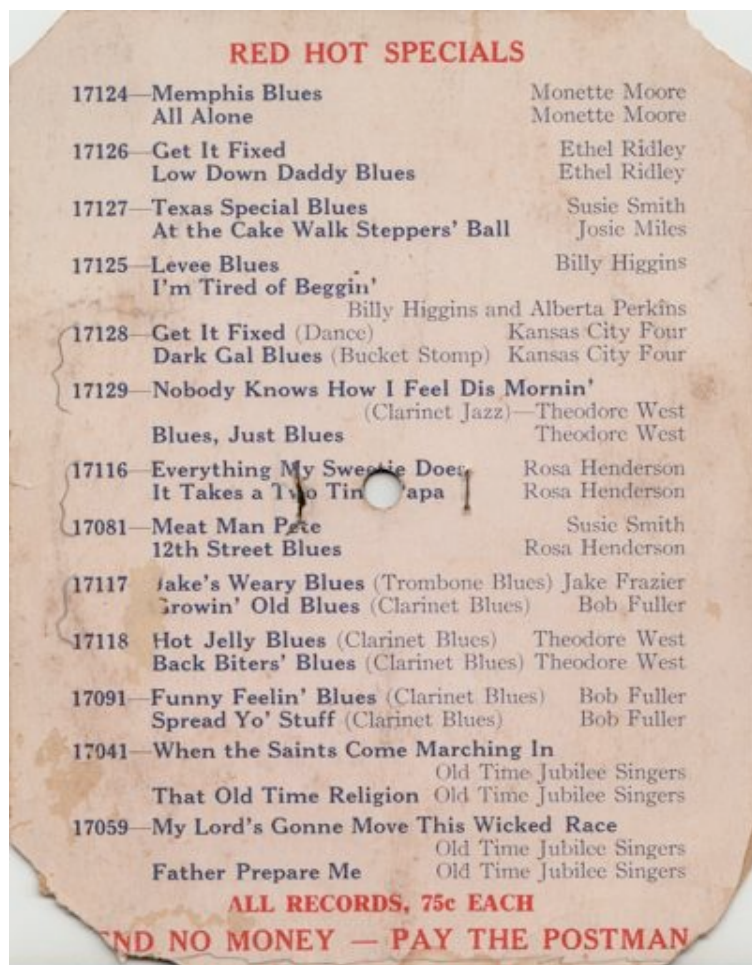 RED HOT SPECIALS
17124—Memphis Blues Monette Moore
All Alone Monette Moore
17126—Get It Fixed Ethel Ridley
Low Down Daddy Blues Ethel Ridley
17127—Texas Special Blues Susie Smith
At the Cake Walk Steppers' Ball Josie Miles
17125—Levee Blues Billy Higgins
I'm Tired of Beggin'
Billy Higgins and Alberta Perkins
17128—Get It Fixed (Dance) Kansas City Four
Dark Gal Blues (Bucket Stomp) Kansas City Four
17129—Nobody Knows How I Feel Dis Mornin'
(Clarinet Jazz)—Theodore West
Blues, Just Blues Theodore West
17116—Everything My Sweetie Does Rosa Henderson
It Takes a Two Tim Papa Rosa Henderson
17081—Meat Man Pete Susie Smith
12th Street Blues Rosa Henderson
17117 Jake's Weary Blues (Trombone Blues) Jake Frazier
Growin' Old Blues (Clarinet Blues) Bob Fuller
17118 Hot Jelly Blues (Clarinet Blues) Theodore West
Back Biters' Blues (Clarinet Blues) Theodore West
17091—Funny Feelin' Blues (Clarinet Blues) Bob Fuller
Spread Yo' Stuff (Clarinet Blues) Bob Fuller
17041—When the Saints Come Marching In
Old Time Jubilee Singers
That Old Time Religion Old Time Jubilee Singers
17059—My Lord's Gonne Move This Wicked Race
Old Time Jubilee Singers
Father Prepare Me Old Time Jubilee Singers
ALL RECORDS, 75c EACH
END NO MONEY — PAY THE POSTMAN